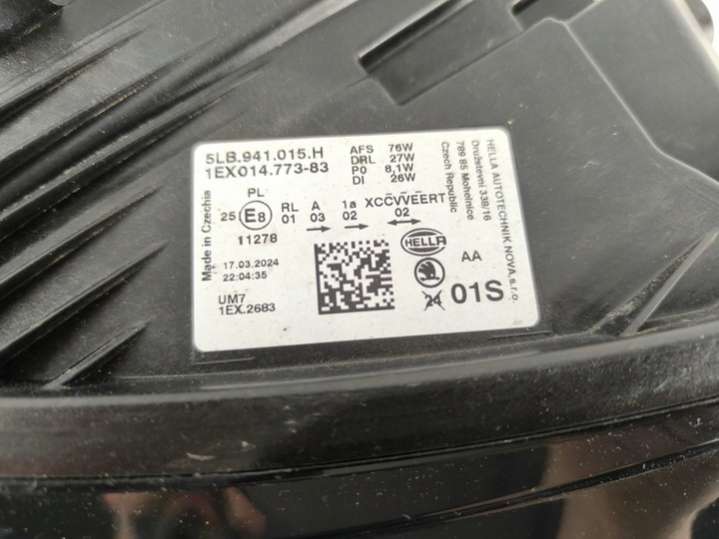 5LB.941.015.H
1EX014.773-83
AFS 76W
DRL 27W
P0 8,1W
DI 26W
HELLA AUTOTECHNIK NOVA, s.r.o.
Družstevní 338/16
789 85 Mohelnice
Czech Republic
Made in Czechia
PL
25 E8
11278
RL A 1a XCCVVEERT
01 03 02 02
17.03.2024
22:04:35
UM7
1EX.2683
HELLA
AA
24 01S